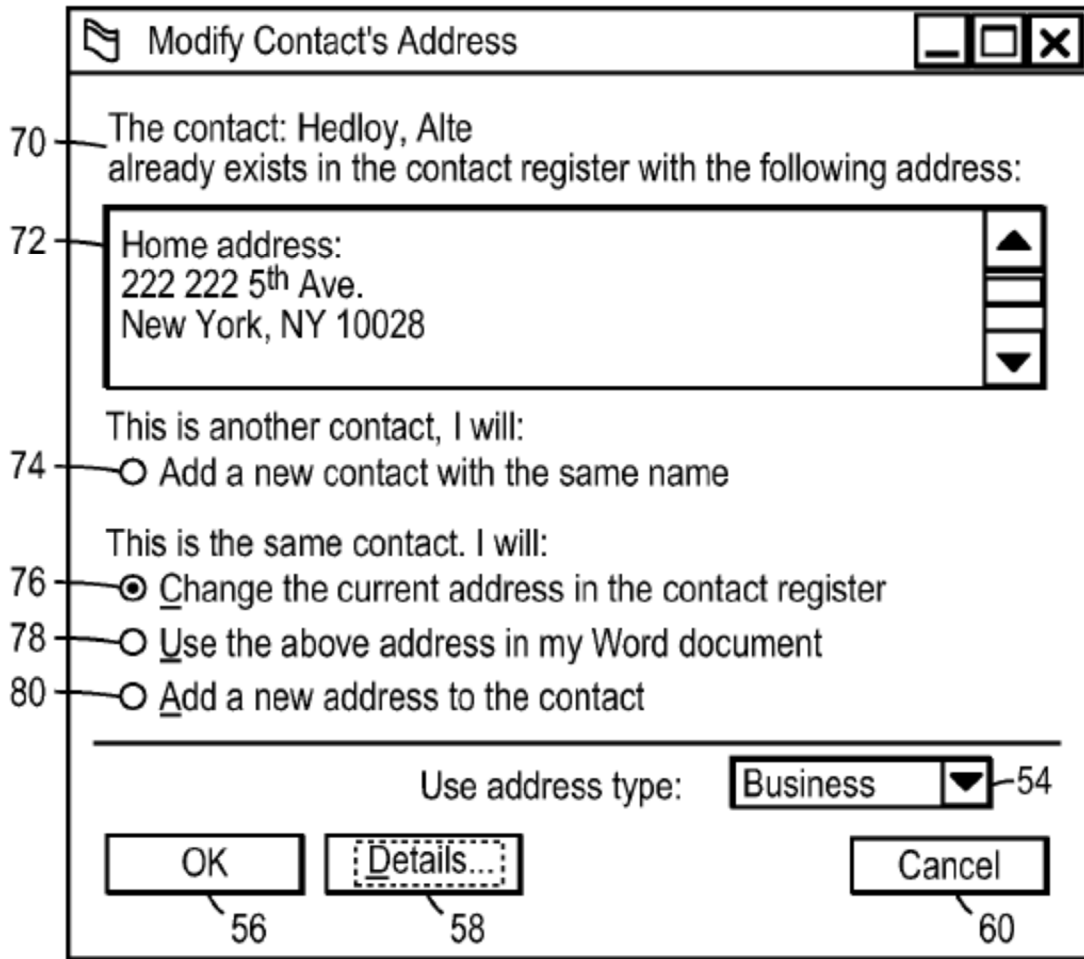 Modify Contact's Address
70
The contact: Hedloy, Alte
already exists in the contact register with the following address:
72
Home address:
222 222 5th Ave.
New York, NY 10028
This is another contact, I will:
74
Add a new contact with the same name
This is the same contact. I will:
76
Change the current address in the contact register
78
Use the above address in my Word document
80
Add a new address to the contact
Use address type:
Business
54
OK
Details...
Cancel
56
58
60